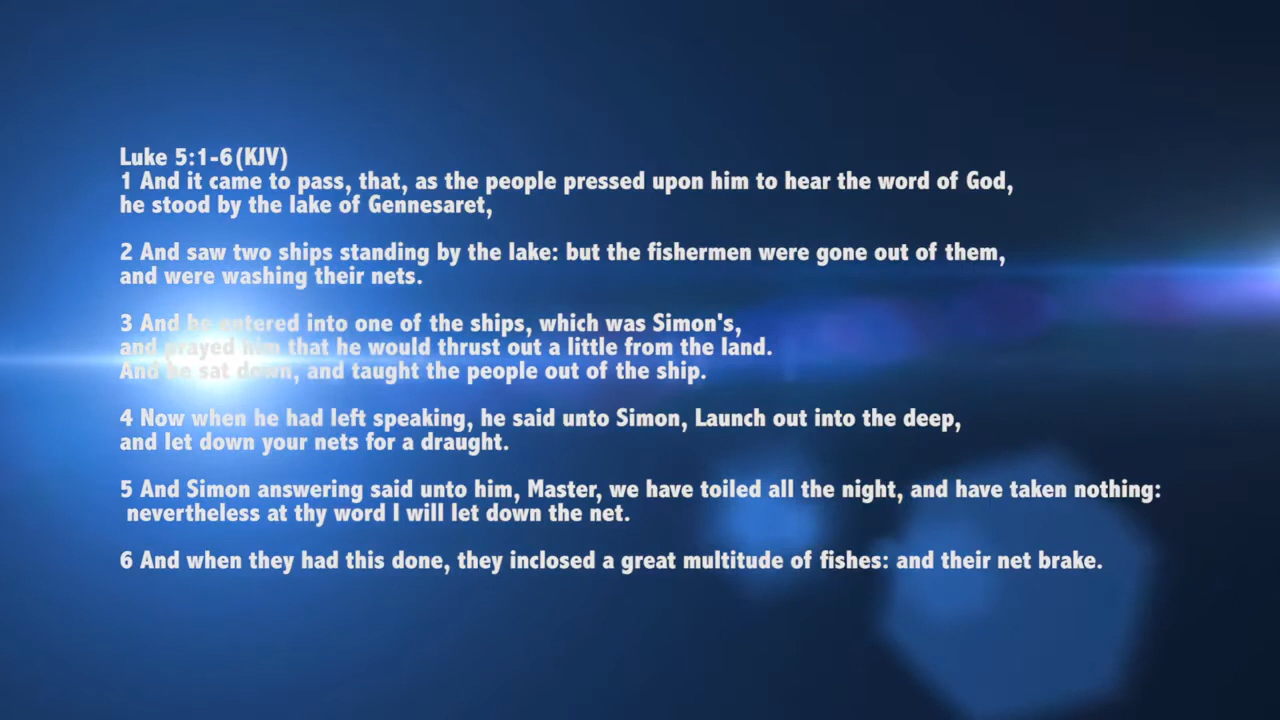 Luke 5:1-6(KJV)
1 And it came to pass, that, as the people pressed upon him to hear the word of God,
he stood by the lake of Gennesaret,
2 And saw two ships standing by the lake: but the fishermen were gone out of them,
and were washing their nets.
3 And he entered into one of the ships, which was Simon's,
and prayed him that he would thrust out a little from the land.
And he sat down, and taught the people out of the ship.
4 Now when he had left speaking, he said unto Simon, Launch out into the deep,
and let down your nets for a draught.
5 And Simon answering said unto him, Master, we have toiled all the night, and have taken nothing:
nevertheless at thy word I will let down the net.
6 And when they had this done, they inclosed a great multitude of fishes: and their net brake.